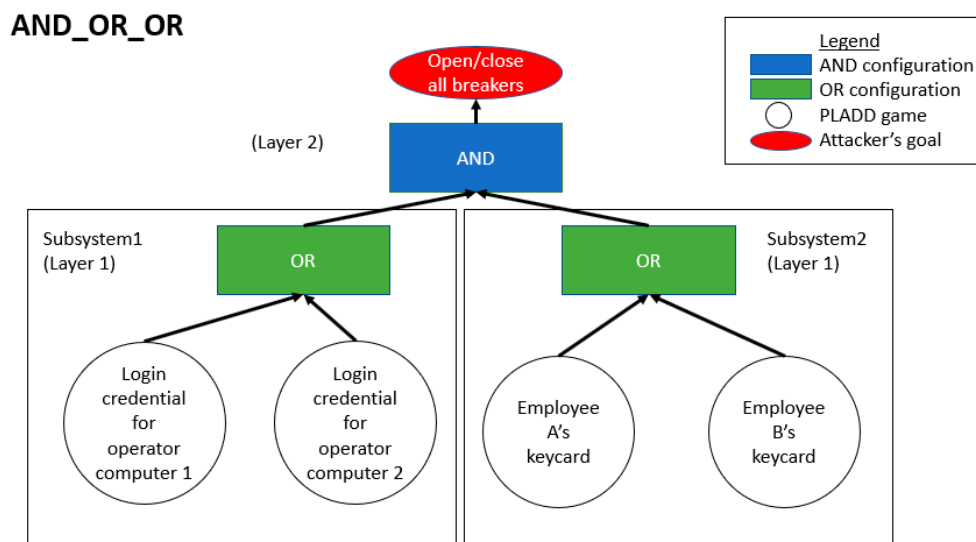 AND_OR_OR
Legend
AND configuration
OR configuration
PLADD game
Attacker's goal
Open/close
all breakers
(Layer 2)
AND
Subsystem1
(Layer 1)
OR
OR
Subsystem2
(Layer 1)
Login
credential
for
operator
computer 1
Login
credential
for
operator
computer 2
Employee
A's
keycard
Employee
B's
keycard